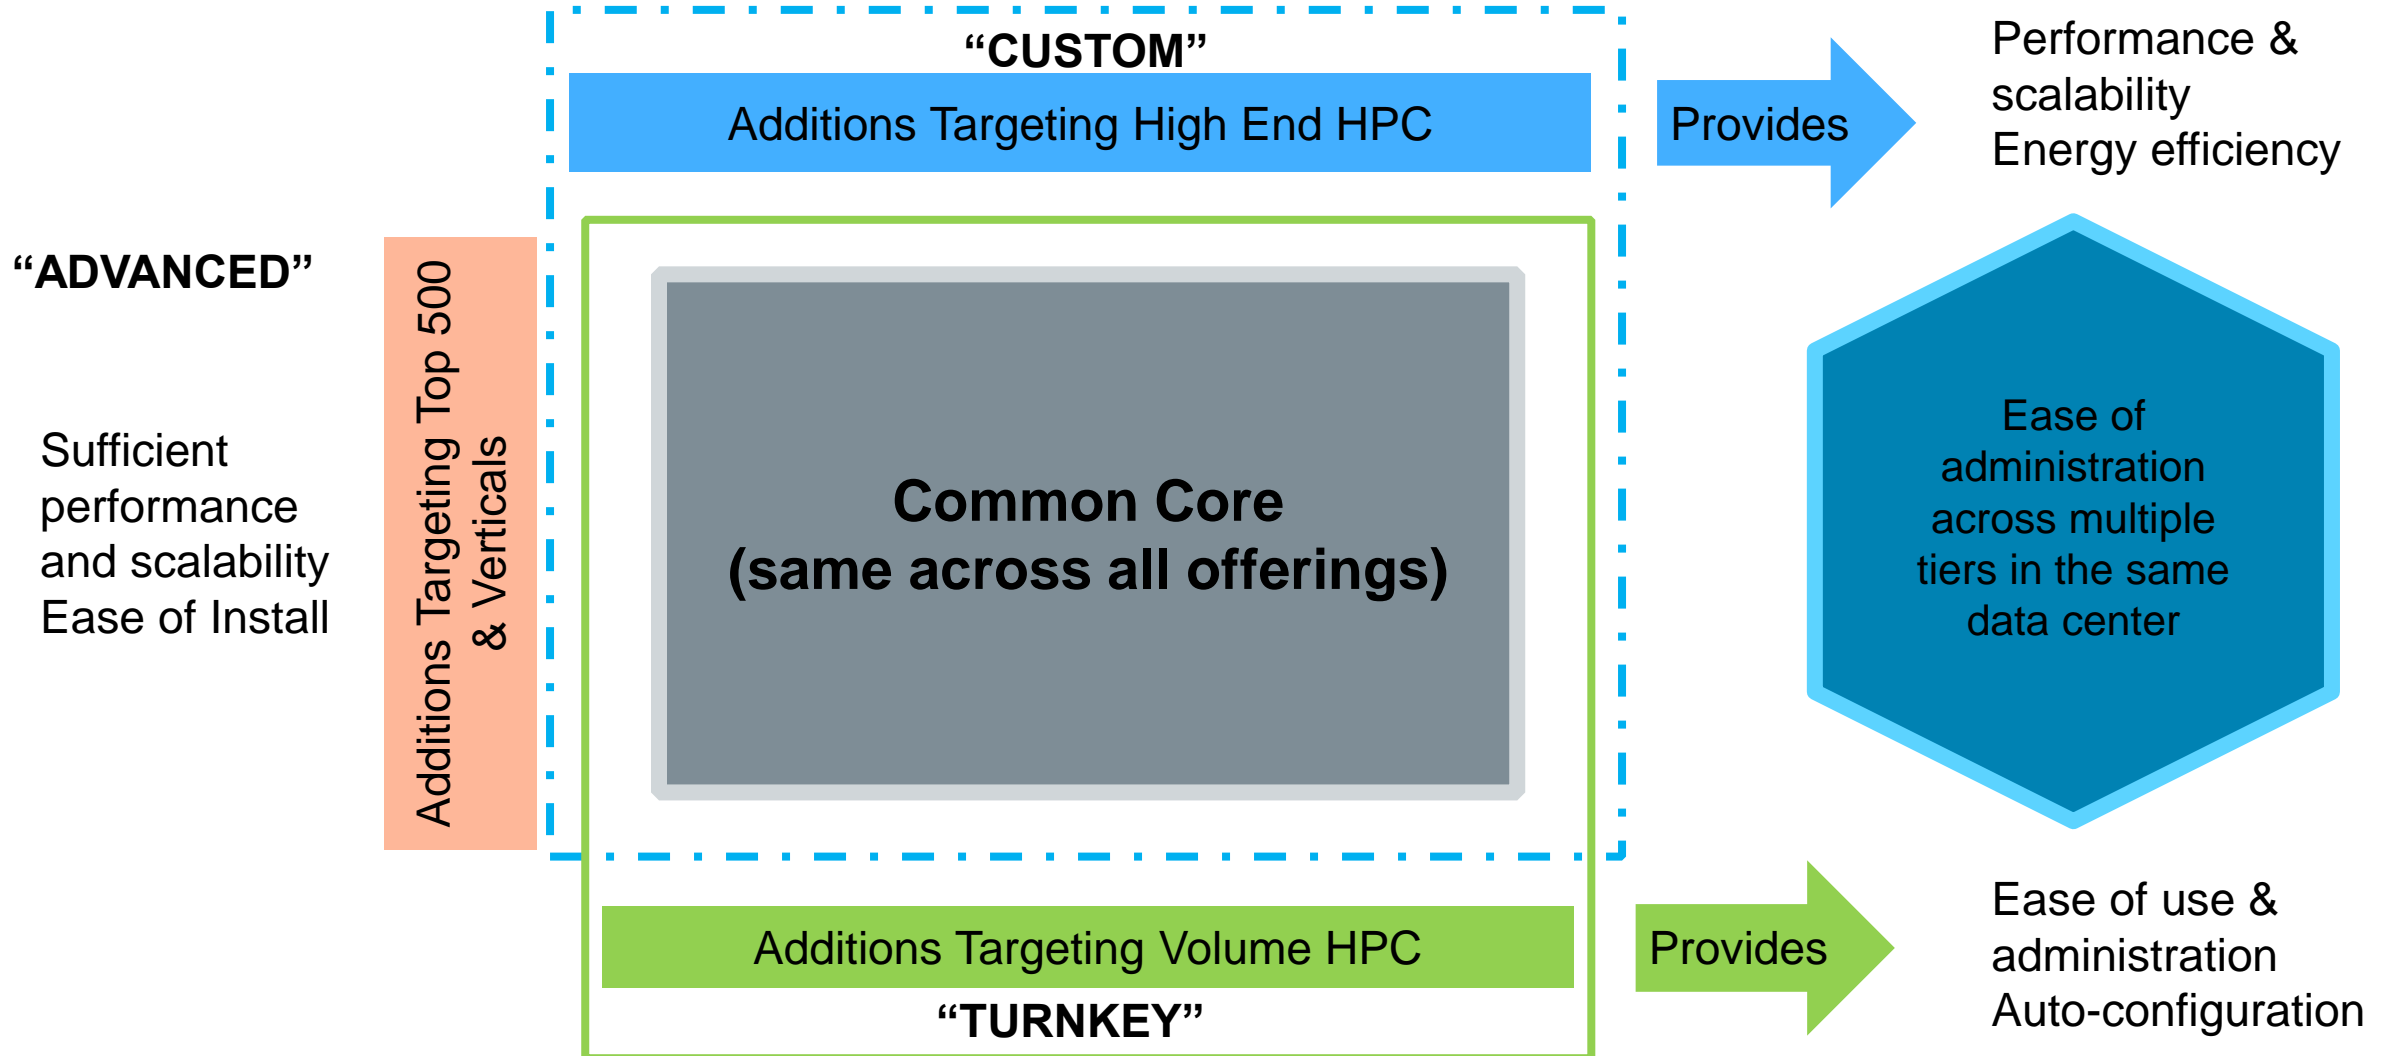 “CUSTOM”
Additions Targeting High End HPC
Provides
Performance &
scalability
Energy efficiency
“ADVANCED”
Sufficient
performance
and scalability
Ease of Install
Additions Targeting Top 500
& Verticals
Common Core
(same across all offerings)
Ease of
administration
across multiple
tiers in the same
data center
Additions Targeting Volume HPC
“TURNKEY”
Provides
Ease of use &
administration
Auto-configuration